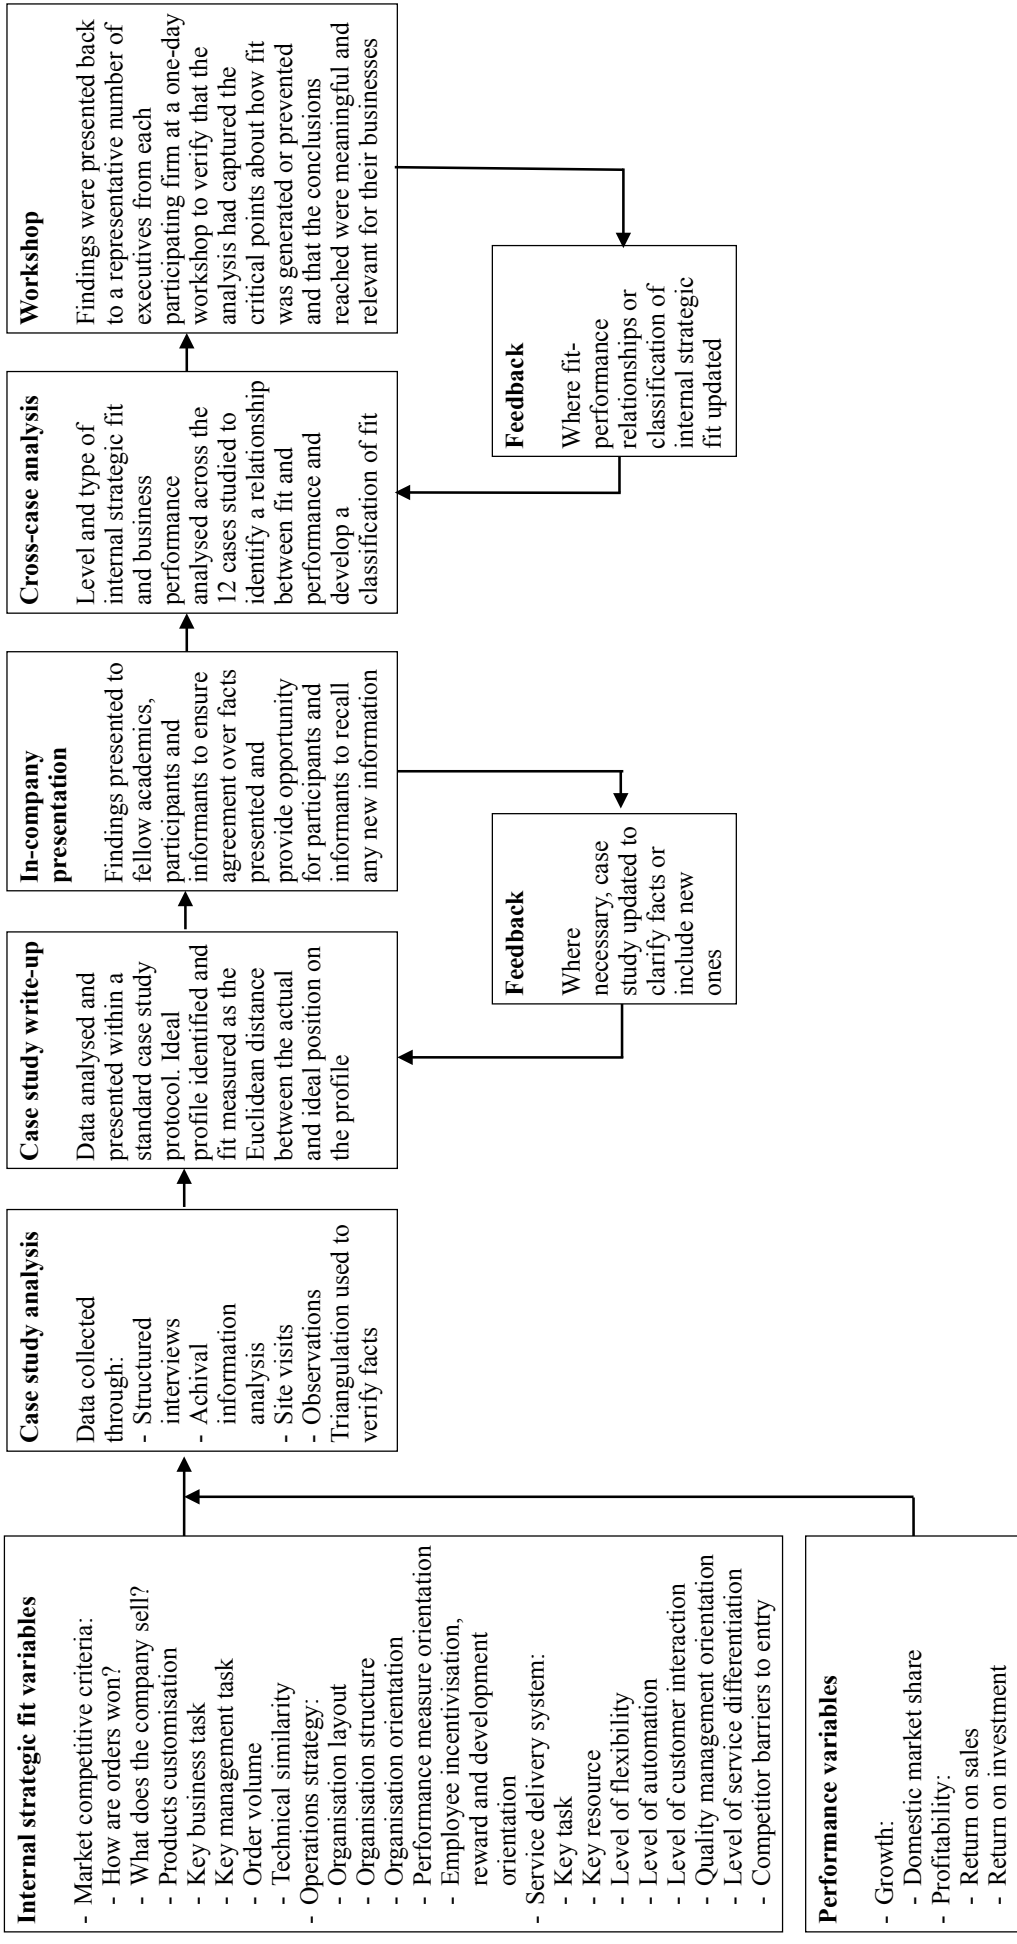 Internal strategic fit variables
- Market competitive criteria:
- How are orders won?
- What does the company sell?
- Products customisation
- Key business task
- Key management task
- Order volume
- Technical similarity
- Operations strategy:
- Organisation layout
- Organisation structure
- Organisation orientation
- Performance measure orientation
- Employee incentivisation,
reward and development
orientation
- Service delivery system:
- Key task
- Key resource
- Level of flexibility
- Level of automation
- Level of customer interaction
- Quality management orientation
- Level of service differentiation
- Competitor barriers to entry
Performance variables
- Growth:
- Domestic market share
- Profitability:
- Return on sales
- Return on investment
Case study analysis
Data collected
through:
- Structured
interviews
- Achival
information
analysis
- Site visits
- Observations
Triangulation used to
verify facts
Case study write-up
Data analysed and
presented within a
standard case study
protocol. Ideal
profile identified and
fit measured as the
Euclidean distance
between the actual
and ideal position on
the profile
In-company
presentation
Findings presented to
fellow academics,
participants and
informants to ensure
agreement over facts
presented and
provide opportunity
for participants and
informants to recall
any new information
Feedback
Where
necessary, case
study updated to
clarify facts or
include new
ones
Cross-case analysis
Level and type of
internal strategic fit
and business
performance
analysed across the
12 cases studied to
identify a relationship
between fit and
performance and
develop a
classification of fit
Workshop
Findings were presented back
to a representative number of
executives from each
participating firm at a one-day
workshop to verify that the
analysis had captured the
critical points about how fit
was generated or prevented
and that the conclusions
reached were meaningful and
relevant for their businesses
Feedback
Where fit-
performance
relationships or
classification of
internal strategic
fit updated